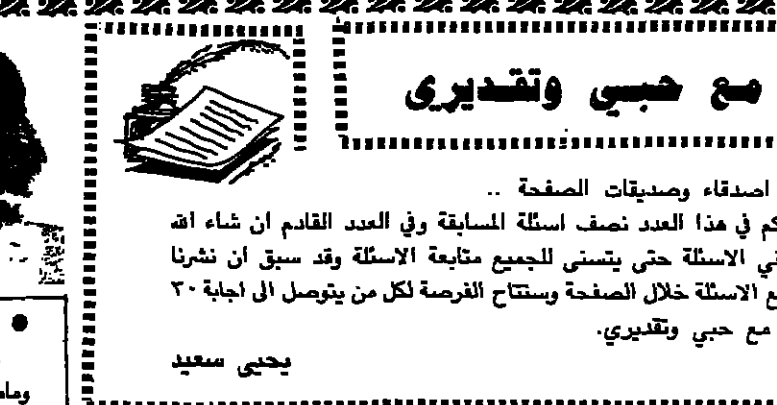 مع حبي وتقديري
اصدقاء وصديقات الصفحة ..
كم في هذا العدد نصف اسئلة المسابقة وفي العدد القادم ان شاء الله
في الاسئلة حتى يتسنى للجميع متابعة الاسئلة وقد سبق ان نشرنا
ع الاسئلة خلال الصفحة وستتاح الفرصة لكل من يتوصل الى اجابة ٣٠
مع حبي وتقديري.
يحيى سعيد